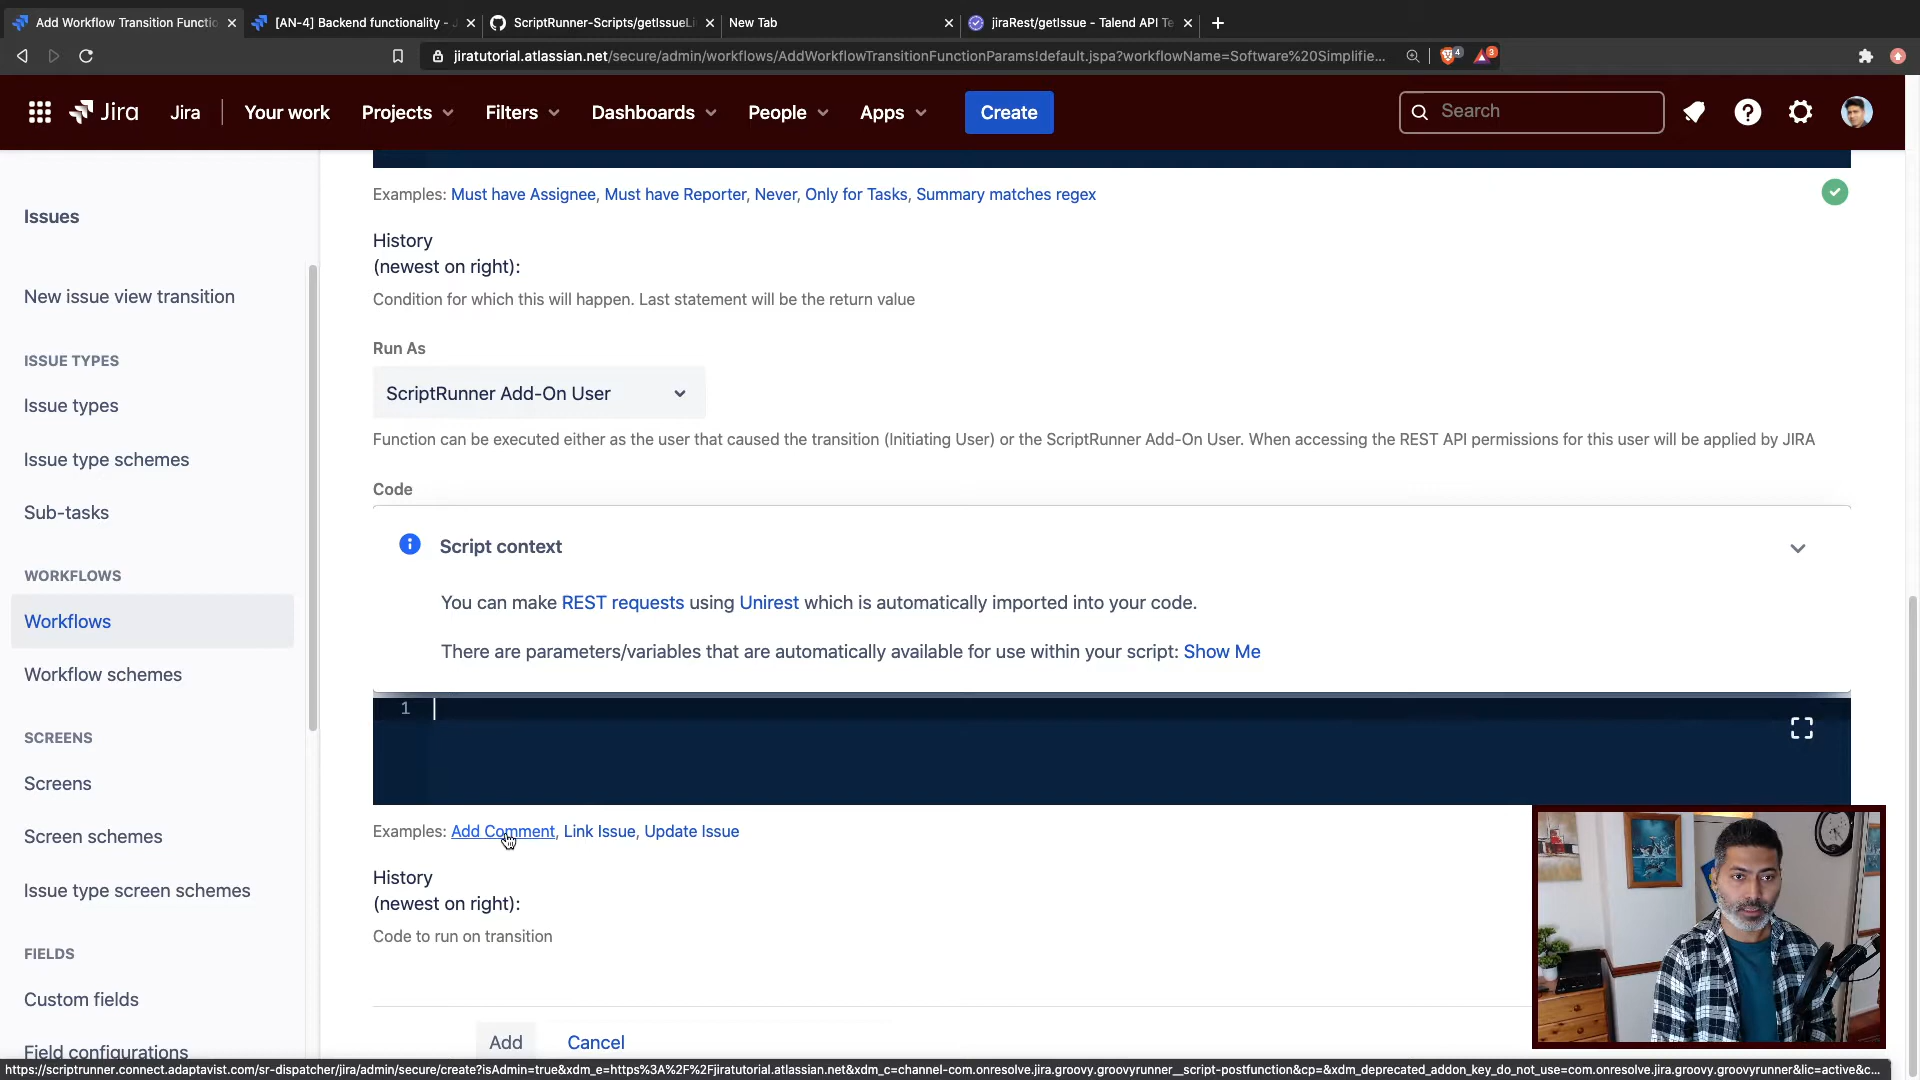 Add Workflow Transition Functio
[AN-4] Backend functionality - J
ScriptRunner-Scripts/getIssueLi
New Tab
jiraRest/getIssue - Talend API Te
jiratutorial.atlassian.net/secure/admin/workflows/AddWorkflowTransitionFunctionParams!default.jspa?workflowName=Software%20Simplifie...
4
3
Jira
Jira
Your work
Projects
Filters
Dashboards
People
Apps
Create
Search
Issues
New issue view transition
ISSUE TYPES
Issue types
Issue type schemes
Sub-tasks
WORKFLOWS
Workflows
Workflow schemes
SCREENS
Screens
Screen schemes
Issue type screen schemes
FIELDS
Custom fields
Field configurations
Examples: Must have Assignee, Must have Reporter, Never, Only for Tasks, Summary matches regex
History
(newest on right):
Condition for which this will happen. Last statement will be the return value
Run As
ScriptRunner Add-On User
Function can be executed either as the user that caused the transition (Initiating User) or the ScriptRunner Add-On User. When accessing the REST API permissions for this user will be applied by JIRA
Code
Script context
You can make REST requests using Unirest which is automatically imported into your code.
There are parameters/variables that are automatically available for use within your script: Show Me
1
Examples: Add Comment, Link Issue, Update Issue
History
(newest on right):
Code to run on transition
Add
Cancel
https://scriptrunner.connect.adaptavist.com/sr-dispatcher/jira/admin/secure/create?isAdmin=true&xdm_e=https%3A%2F%2Fjiratutorial.atlassian.net&xdm_c=channel-com.onresolve.jira.groovy.groovyrunner__script-postfunction&cp=&xdm_deprecated_addon_key_do_not_use=com.onresolve.jira.groovy.groovyrunner&lic=active&c...